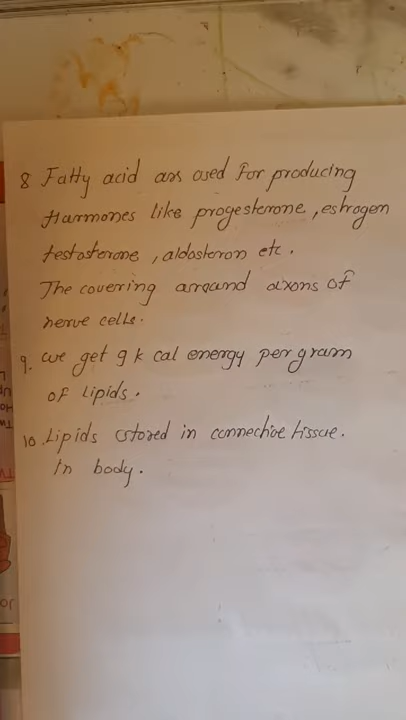 8 Fatty acid are used for producing
Harmones like progesterone, estrogen
testosterone, aldosteron etc.
The covering arraund axons of
nerve cells.
9. we get 9 k cal energy per gram
of lipids.
10. Lipids stored in connective tissue.
In body.